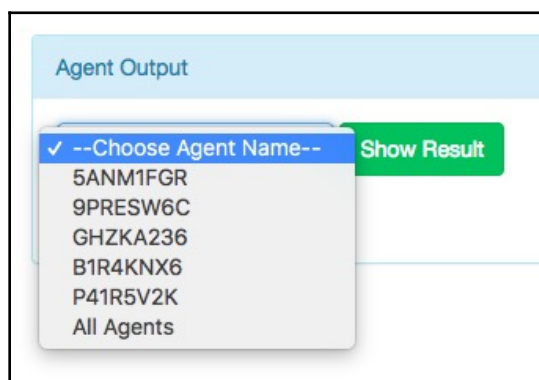 Agent Output
✓ --Choose Agent Name-- Show Result
5ANM1FGR
9PRESW6C
GHZKA236
B1R4KNX6
P41R5V2K
All Agents